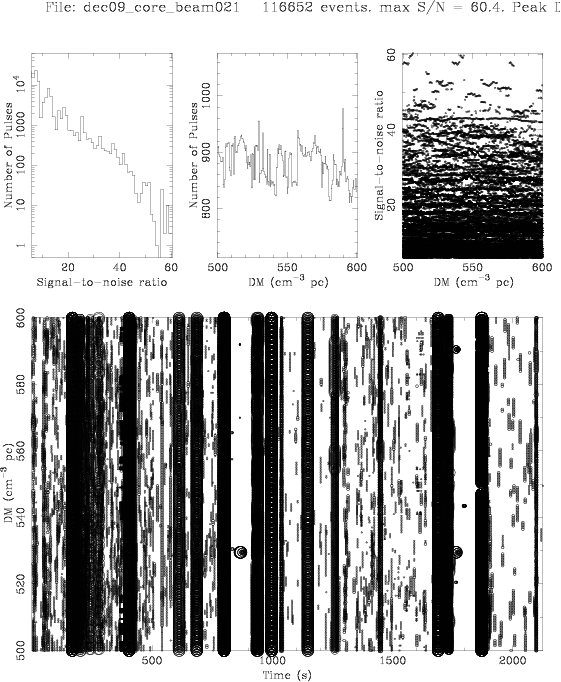 File: dec09_core_beam021 116652 events. max S/N = 60.4. Peak
Number of Pulses
10⁴
1000
100
10
1
20 40 60
Signal-to-noise ratio
Number of Pulses
1000
900
800
500 550 600
DM (cm⁻³ pc)
Signal-to-noise ratio
60
40
20
500 550 600
DM (cm⁻³ pc)
DM (cm⁻³ pc)
600
580
560
540
520
500
500 1000 1500 2000
Time (s)